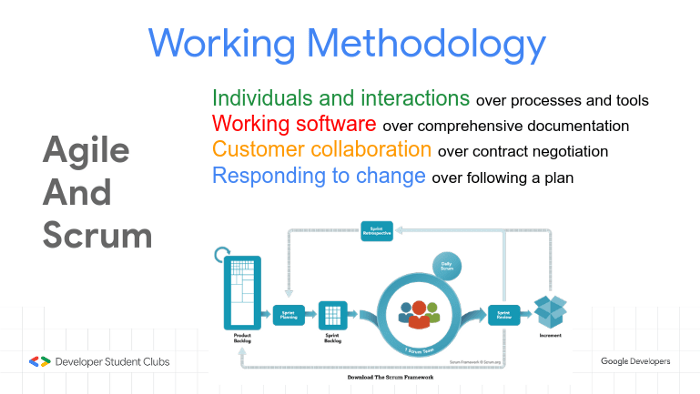 Working Methodology
Individuals and interactions over processes and tools
Working software over comprehensive documentation
Customer collaboration over contract negotiation
Responding to change over following a plan
Agile
And
Scrum
Sprint
Retrospective
Daily
Scrum
Sprint
Planning
Sprint
Review
Product
Backlog
Sprint
Backlog
1 Scrum Team
Increment
Scrum Framework © Scrum.org
Developer Student Clubs
Google Developers
Download The Scrum Framework